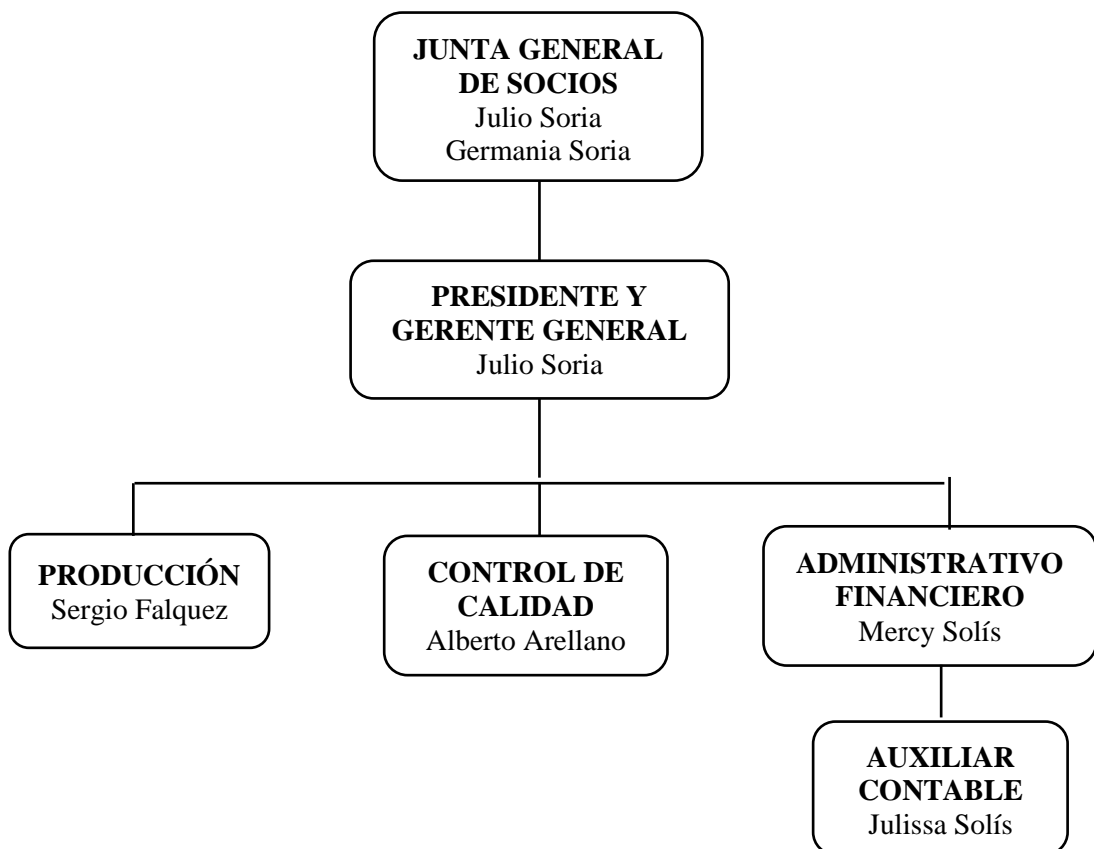 JUNTA GENERAL
DE SOCIOS
Julio Soria
Germania Soria
PRESIDENTE Y
GERENTE GENERAL
Julio Soria
PRODUCCIÓN
Sergio Falquez
CONTROL DE
CALIDAD
Alberto Arellano
ADMINISTRATIVO
FINANCIERO
Mercy Solís
AUXILIAR
CONTABLE
Julissa Solís